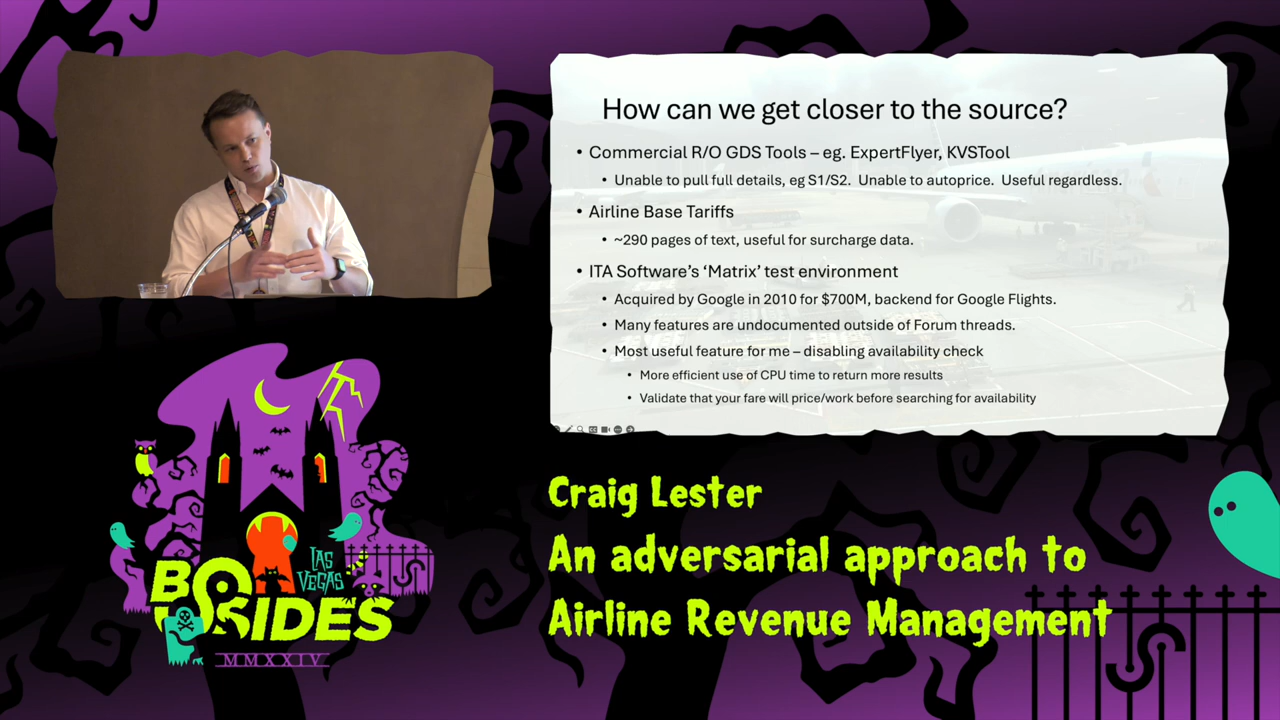 How can we get closer to the source?
• Commercial R/O GDS Tools – eg. ExpertFlyer, KVSTool
• Unable to pull full details, eg S1/S2. Unable to autoprice. Useful regardless.
• Airline Base Tariffs
• ~290 pages of text, useful for surcharge data.
• ITA Software's 'Matrix' test environment
• Acquired by Google in 2010 for $700M, backend for Google Flights.
• Many features are undocumented outside of Forum threads.
• Most useful feature for me – disabling availability check
• More efficient use of CPU time to return more results
• Validate that your fare will price/work before searching for availability
Craig Lester
An adversarial approach to
Airline Revenue Management
LAS
VEGAS
BSIDES
MMXXIV